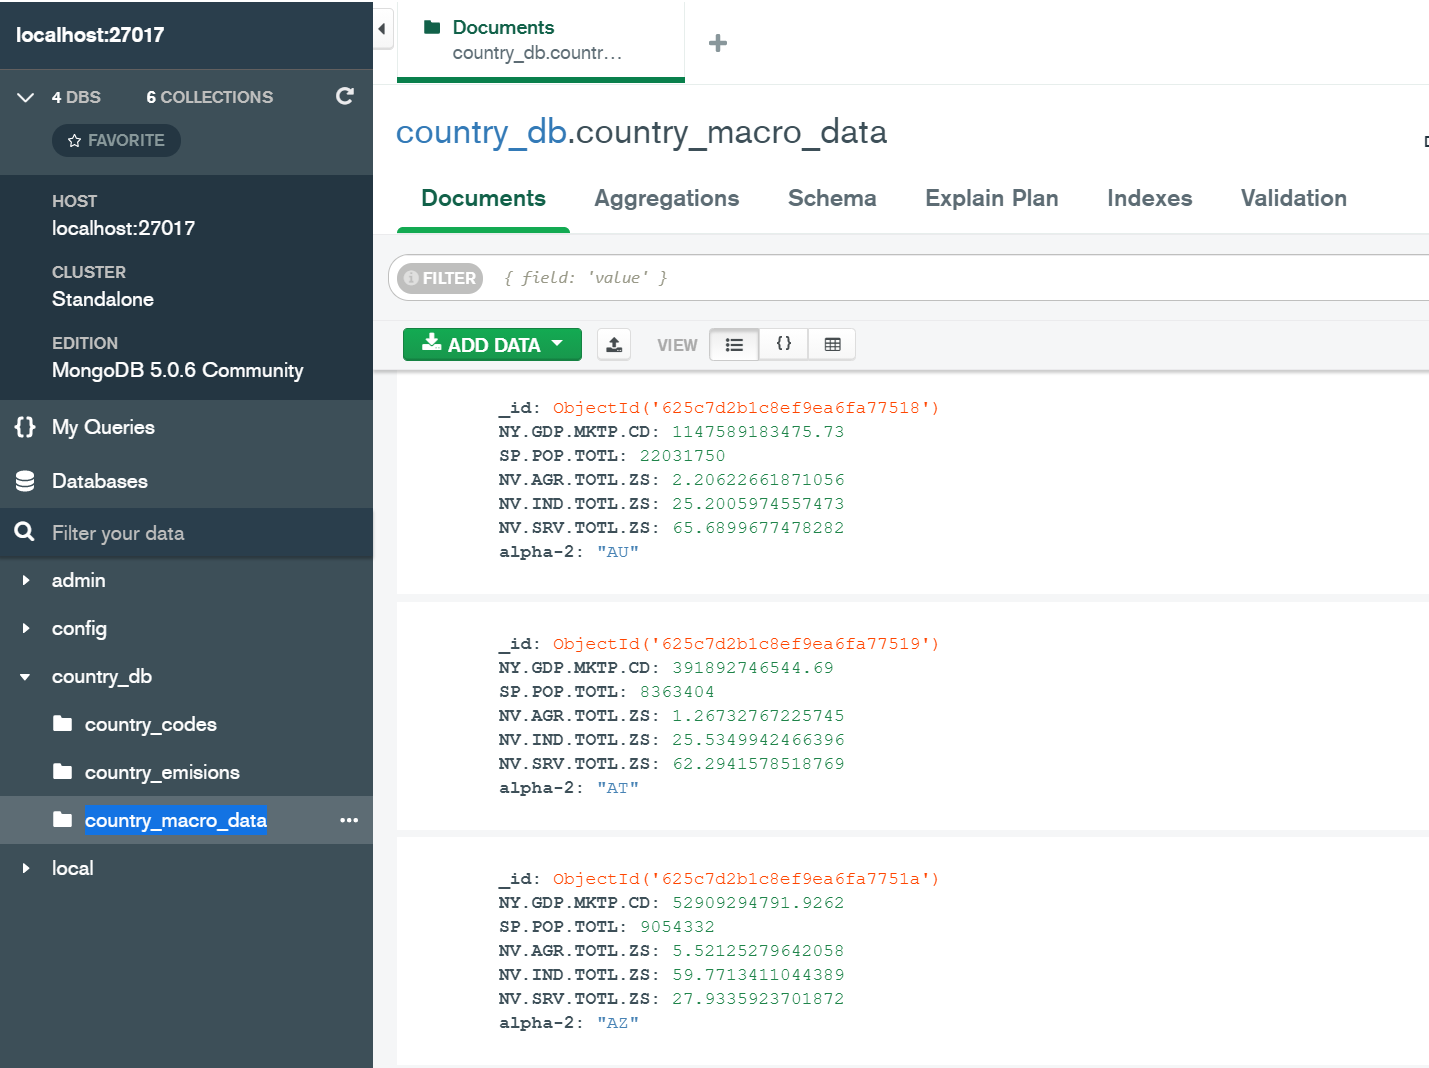 localhost:27017
4 DBS 6 COLLECTIONS
FAVORITE
HOST
localhost:27017
CLUSTER
Standalone
EDITION
MongoDB 5.0.6 Community
{} My Queries
Databases
Filter your data
admin
config
country_db
country_codes
country_emisions
country_macro_data
local
Documents
country_db.countr...
country_db.country_macro_data
Documents Aggregations Schema Explain Plan Indexes Validation
FILTER { field: 'value' }
ADD DATA VIEW {}
_id: ObjectId('625c7d2b1c8ef9ea6fa77518')
NY.GDP.MKTP.CD: 1147589183475.73
SP.POP.TOTL: 22031750
NV.AGR.TOTL.ZS: 2.20622661871056
NV.IND.TOTL.ZS: 25.2005974557473
NV.SRV.TOTL.ZS: 65.6899677478282
alpha-2: "AU"
_id: ObjectId('625c7d2b1c8ef9ea6fa77519')
NY.GDP.MKTP.CD: 391892746544.69
SP.POP.TOTL: 8363404
NV.AGR.TOTL.ZS: 1.26732767225745
NV.IND.TOTL.ZS: 25.5349942466396
NV.SRV.TOTL.ZS: 62.2941578518769
alpha-2: "AT"
_id: ObjectId('625c7d2b1c8ef9ea6fa7751a')
NY.GDP.MKTP.CD: 52909294791.9262
SP.POP.TOTL: 9054332
NV.AGR.TOTL.ZS: 5.52125279642058
NV.IND.TOTL.ZS: 59.7713411044389
NV.SRV.TOTL.ZS: 27.9335923701872
alpha-2: "AZ"